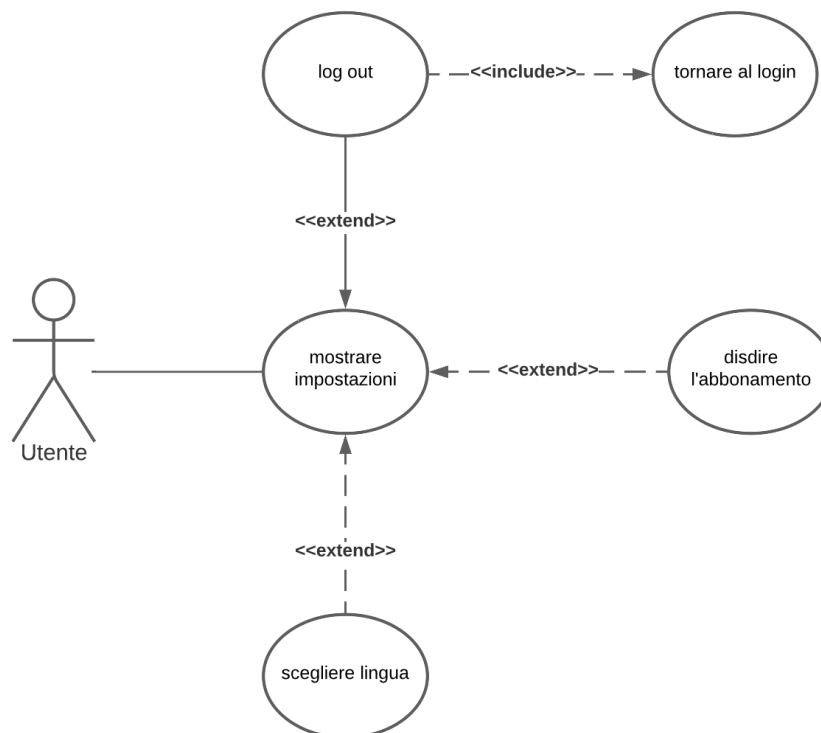 log out
<<include>>
tornare al login
<<extend>>
mostrare
impostazioni
<<extend>>
disdire
l'abbonamento
Utente
<<extend>>
scegliere lingua